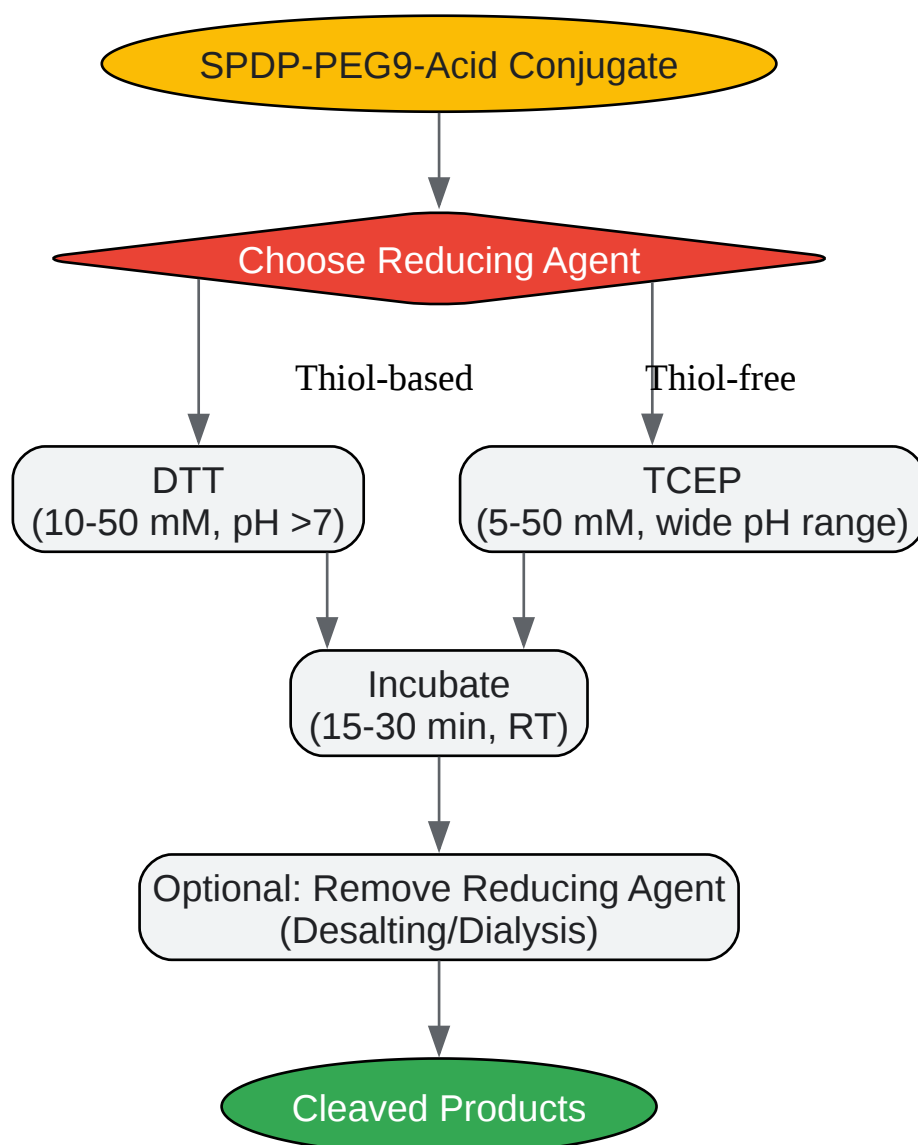 SPDP-PEG9-Acid Conjugate
Choose Reducing Agent
Thiol-based
Thiol-free
DTT
(10-50 mM, pH >7)
TCEP
(5-50 mM, wide pH range)
Incubate
(15-30 min, RT)
Optional: Remove Reducing Agent
(Desalting/Dialysis)
Cleaved Products